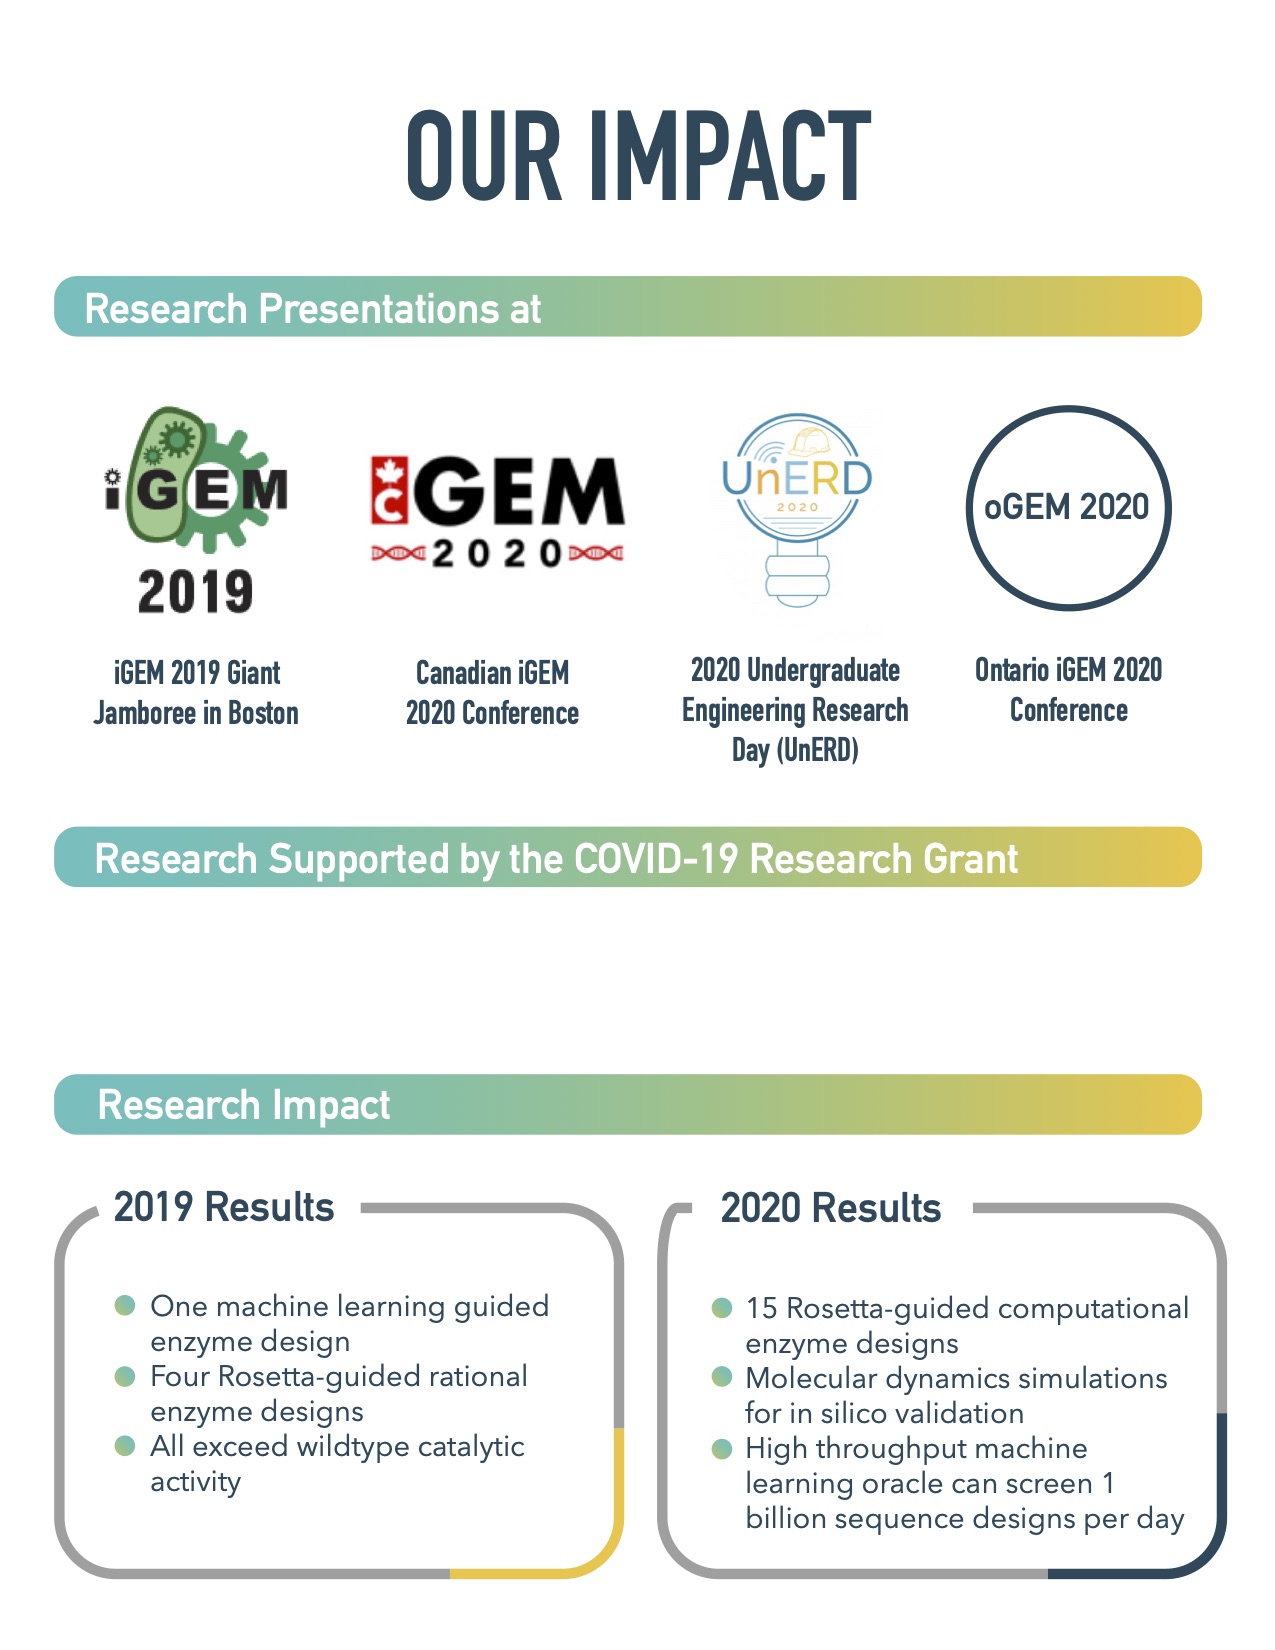 OUR IMPACT
Research Presentations at
iGEM
2019
iGEM 2019 Giant
Jamboree in Boston
iGEM
C
2020
Canadian iGEM
2020 Conference
UnERD
2020
2020 Undergraduate
Engineering Research
Day (UnERD)
oGEM 2020
Ontario iGEM 2020
Conference
Research Supported by the COVID-19 Research Grant
Research Impact
2019 Results
One machine learning guided
enzyme design
Four Rosetta-guided rational
enzyme designs
All exceed wildtype catalytic
activity
2020 Results
15 Rosetta-guided computational
enzyme designs
Molecular dynamics simulations
for in silico validation
High throughput machine
learning oracle can screen 1
billion sequence designs per day